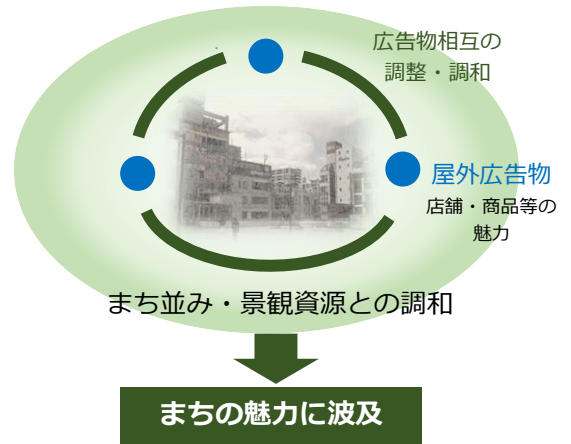 広告物相互の
調整・調和
屋外広告物
店舗・商品等の
魅力
まち並み・景観資源との調和
まちの魅力に波及